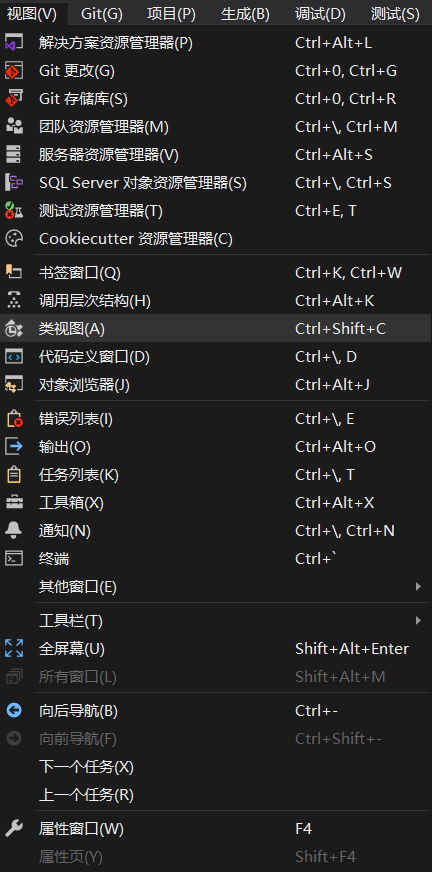 视图(V) Git(G) 项目(P) 生成(B) 调试(D) 测试(S)
解决方案资源管理器(P) Ctrl+Alt+L
Git 更改(G) Ctrl+0, Ctrl+G
Git 存储库(S) Ctrl+0, Ctrl+R
团队资源管理器(M) Ctrl+\, Ctrl+M
服务器资源管理器(V) Ctrl+Alt+S
SQL Server 对象资源管理器(S) Ctrl+\, Ctrl+S
测试资源管理器(T) Ctrl+E, T
Cookiecutter 资源管理器(C)
书签窗口(Q) Ctrl+K, Ctrl+W
调用层次结构(H) Ctrl+Alt+K
类视图(A) Ctrl+Shift+C
代码定义窗口(D) Ctrl+\, D
对象浏览器(J) Ctrl+Alt+J
错误列表(I) Ctrl+\, E
输出(O) Ctrl+Alt+O
任务列表(K) Ctrl+\, T
工具箱(X) Ctrl+Alt+X
通知(N) Ctrl+\, Ctrl+N
终端 Ctrl+`
其他窗口(E)
工具栏(T)
全屏幕(U) Shift+Alt+Enter
所有窗口(L) Shift+Alt+M
向后导航(B) Ctrl+-
向前导航(F) Ctrl+Shift+-
下一个任务(X)
上一个任务(R)
属性窗口(W) F4
属性页(Y) Shift+F4